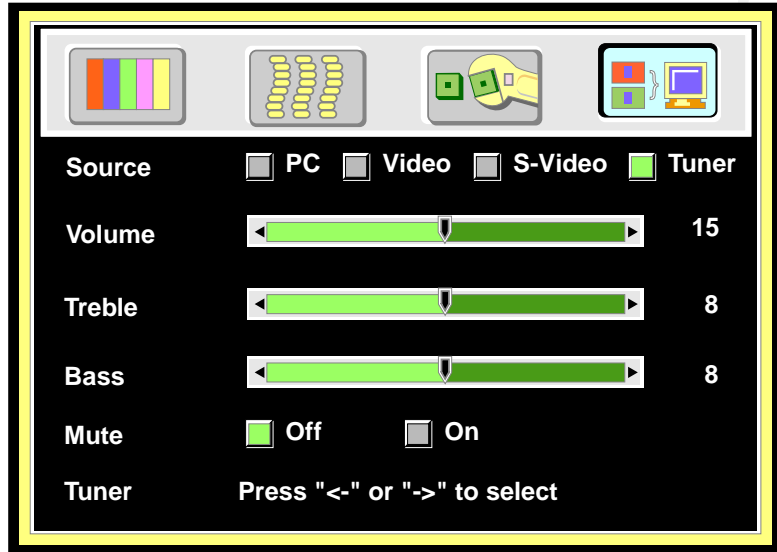 Source PC Video S-Video Tuner
Volume 15
Treble 8
Bass 8
Mute Off On
Tuner Press "<-" or "->" to select